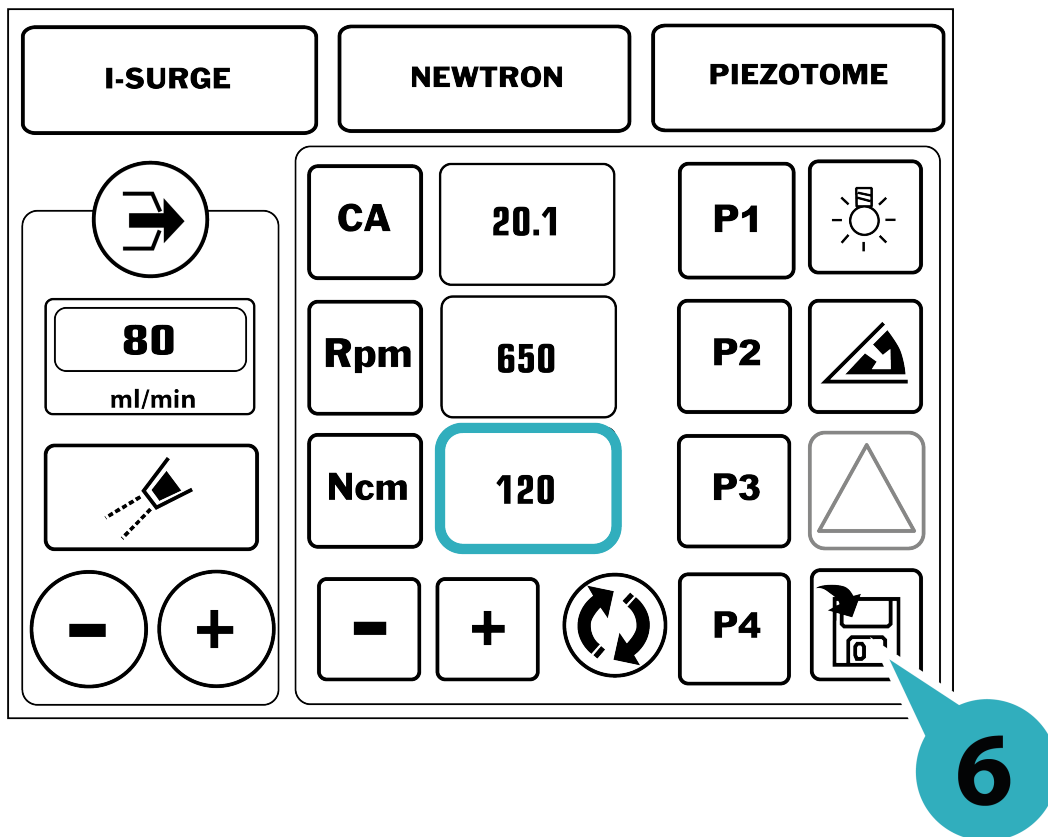 I-SURGE
NEWTRON
PIEZOTOME
CA
20.1
P1
80
ml/min
Rpm
650
P2
Ncm
120
P3
-
+
-
+
P4
0
6